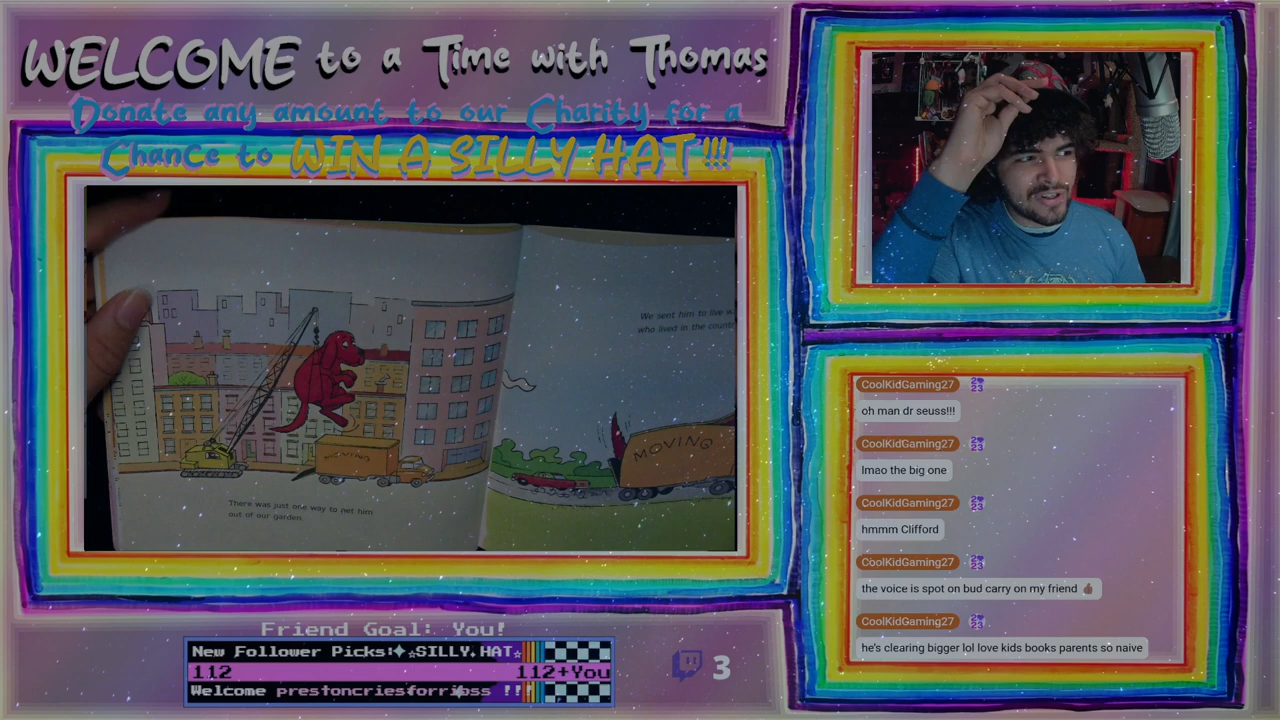 WELCOME to a Time with Thomas
Donate any amount to our Charity for a
Chance to WIN A SILLY HAT!!!
We sent him to live
who lived in the
MOVING
MOVING
There was just one way to get him
out of our garden.
CoolKidGaming27
oh man dr seuss!!!
CoolKidGaming27
lmao the big one
CoolKidGaming27
hmmm Clifford
CoolKidGaming27
the voice is spot on bud carry on my friend 👍🏾
CoolKidGaming27
he's clearing bigger lol love kids books parents so naive
Friend Goal: You!
New Follower Picks: SILLY HAT
112 112+You
Welcome prestoncriesforripss !!!
3